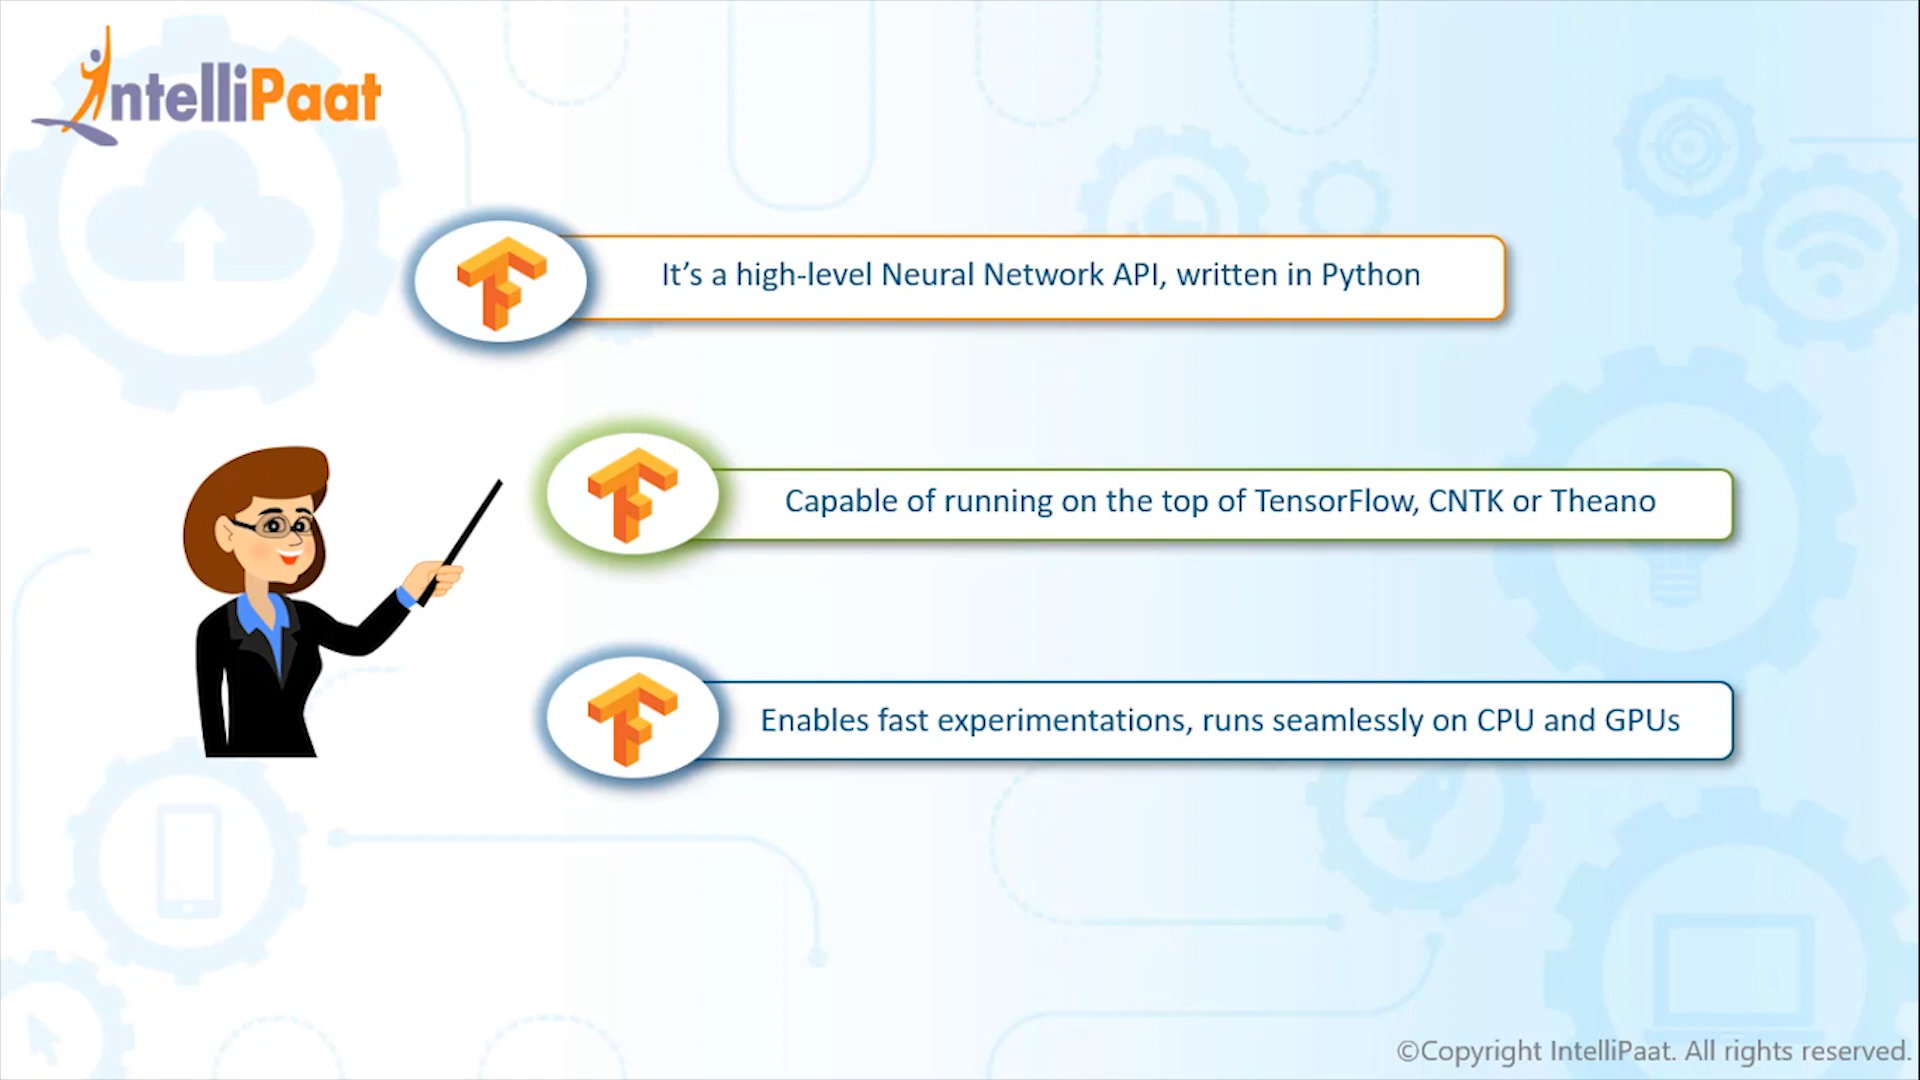 IntelliPaat
It’s a high-level Neural Network API, written in Python
Capable of running on the top of TensorFlow, CNTK or Theano
Enables fast experimentations, runs seamlessly on CPU and GPUs
©Copyright IntelliPaat. All rights reserved.